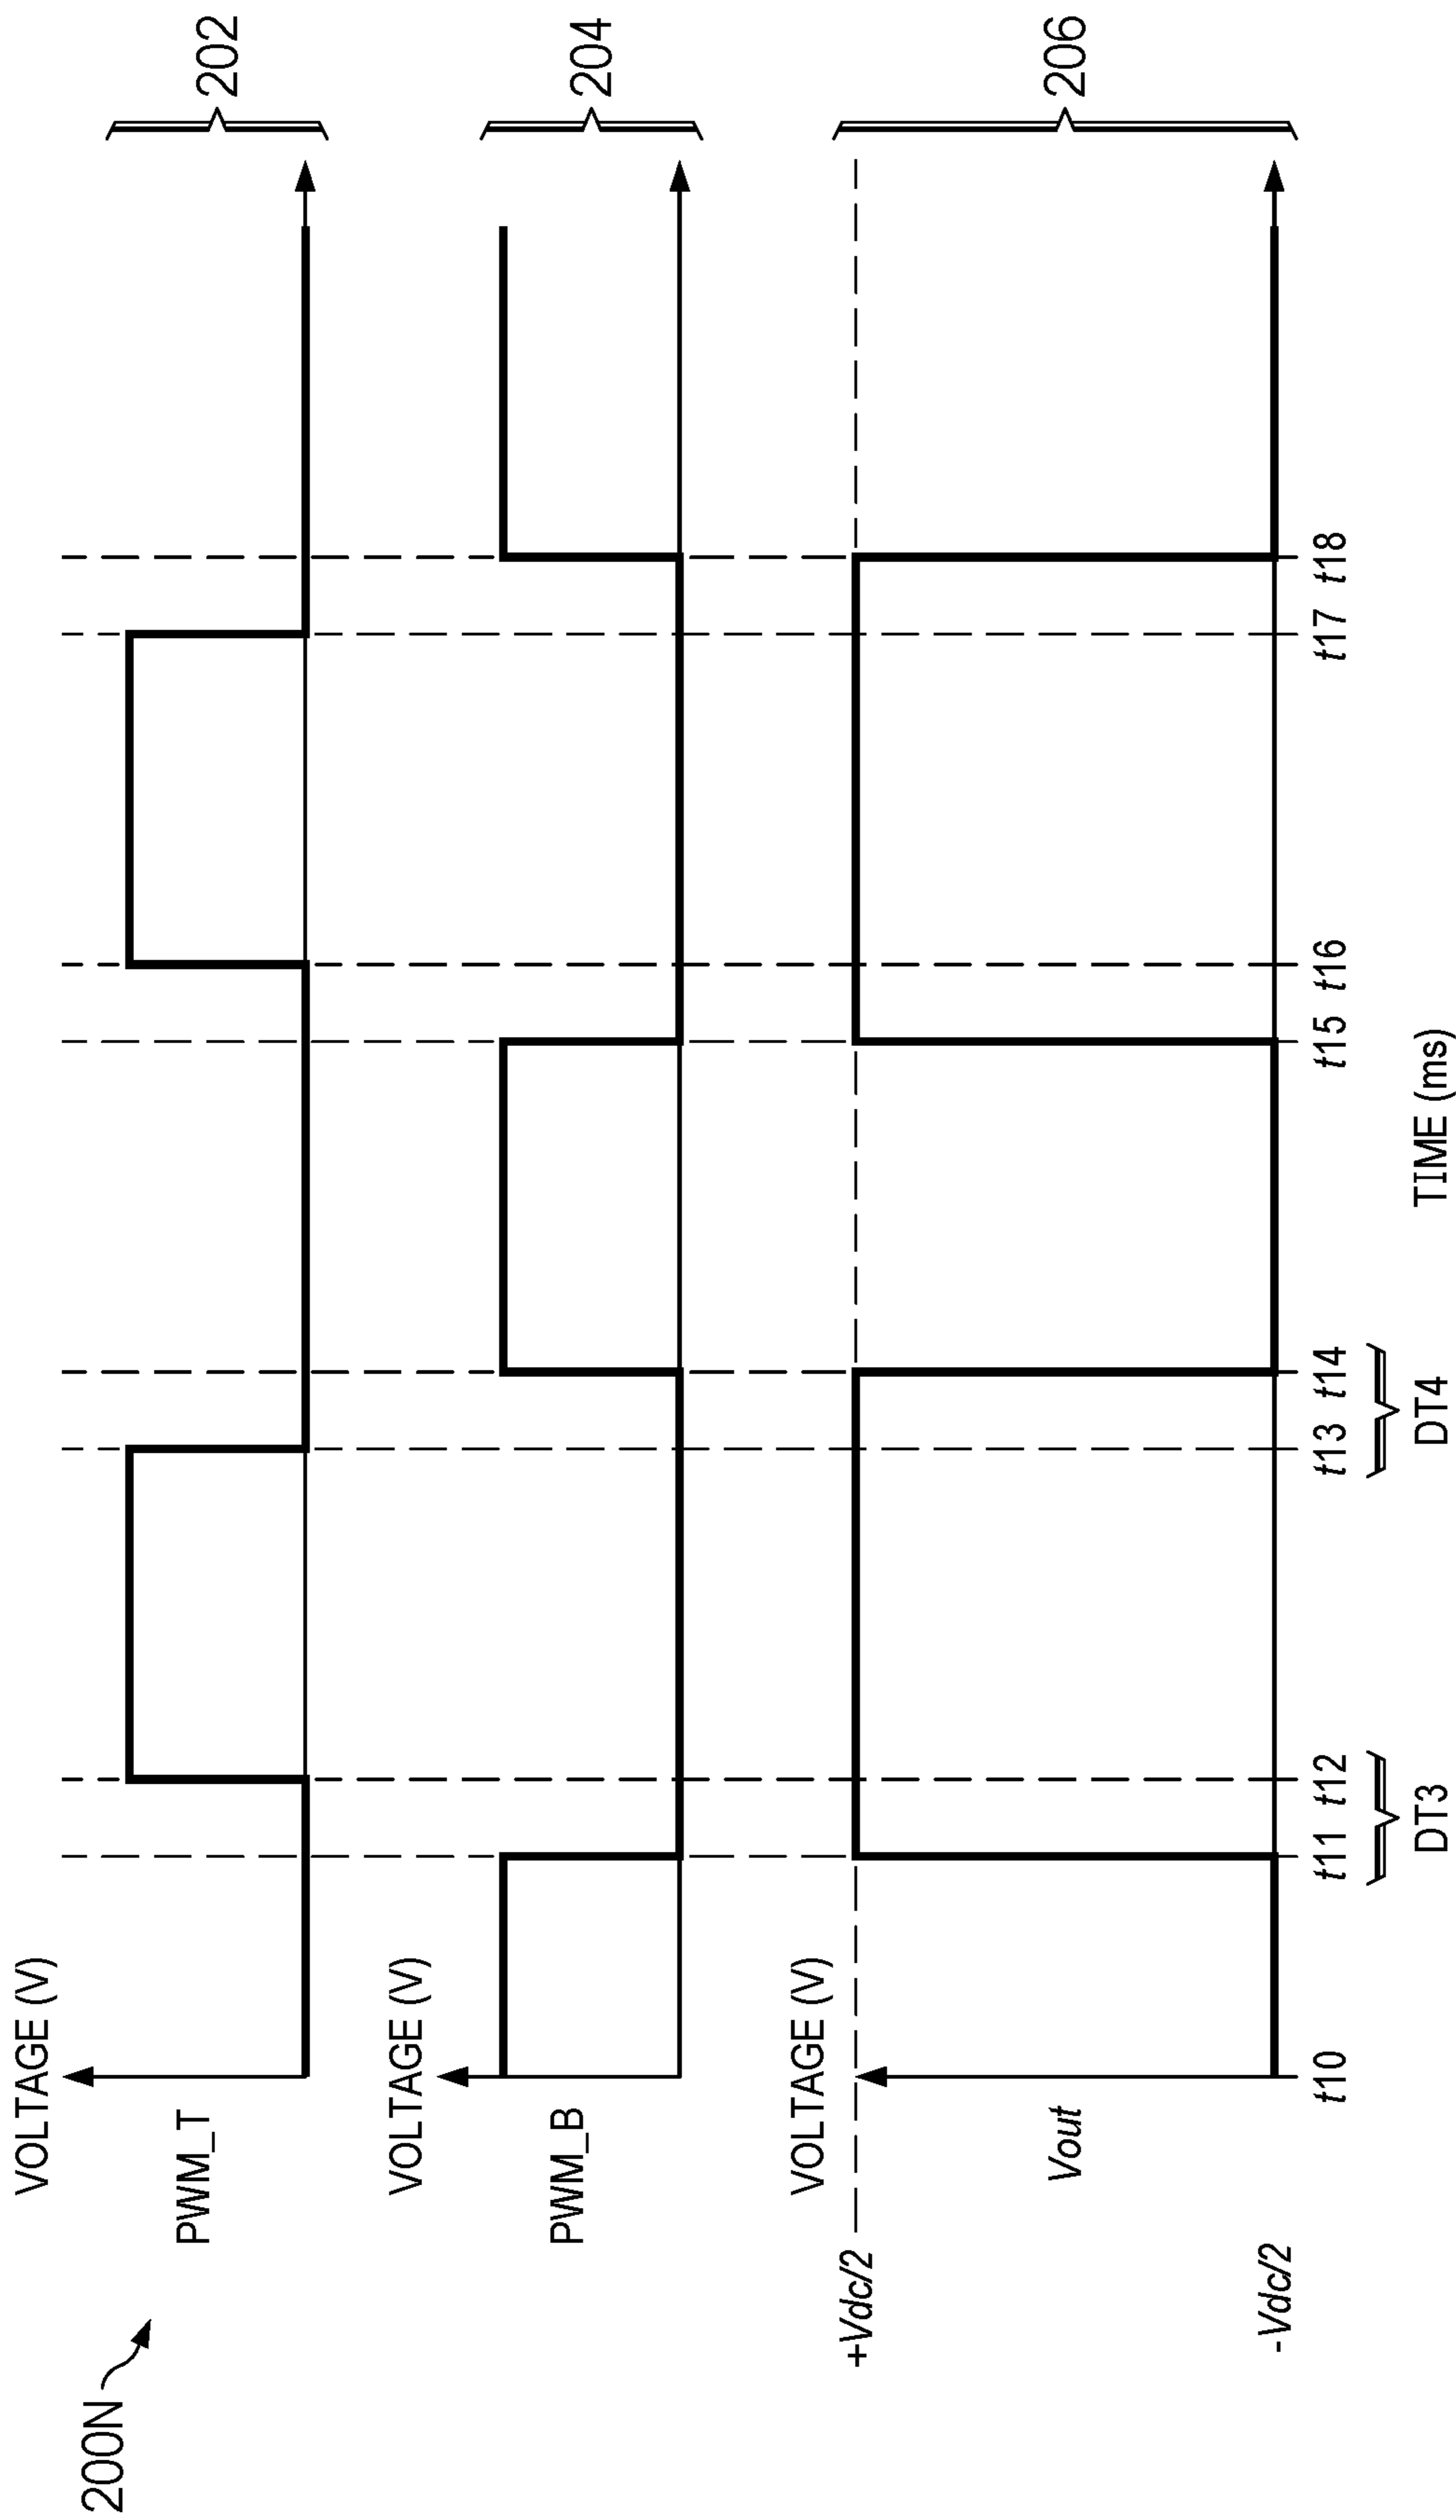 200N
VOLTAGE (V)
PWM_T
202
VOLTAGE (V)
PWM_B
204
VOLTAGE (V)
+Vdc/2
Vout
-Vdc/2
206
t10 t11 t12 t13 t14 t15 t16 t17 t18
DT3 DT4
TIME (ms)